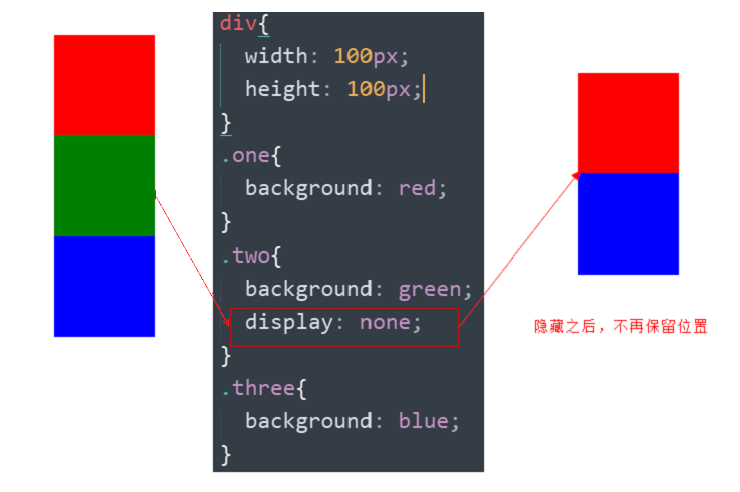 div{
width: 100px;
height: 100px;
}
.one{
background: red;
}
.two{
background: green;
display: none;
}
.three{
background: blue;
}
隐藏之后，不再保留位置